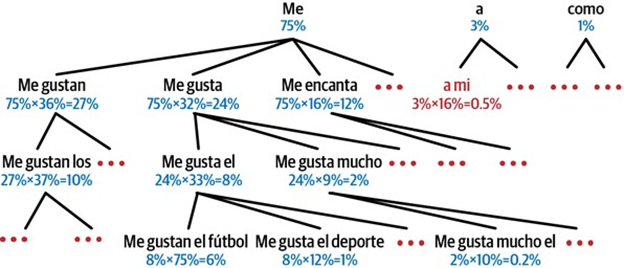 Me a como
75% 3% 1%
Me gustan Me gusta Me encanta ••• a mi ••• •••
75%×36%=27% 75%×32%=24% 75%×16%=12% 3%×16%=0.5%
Me gustan los ••• Me gusta el Me gusta mucho ••• ••• •••
27%×37%=10% 24%×33%=8% 24%×9%=2%
••• ••• Me gustan el fútbol Me gusta el deporte ••• Me gusta mucho el •••
8%×75%=6% 8%×12%=1% 2%×10%=0.2%